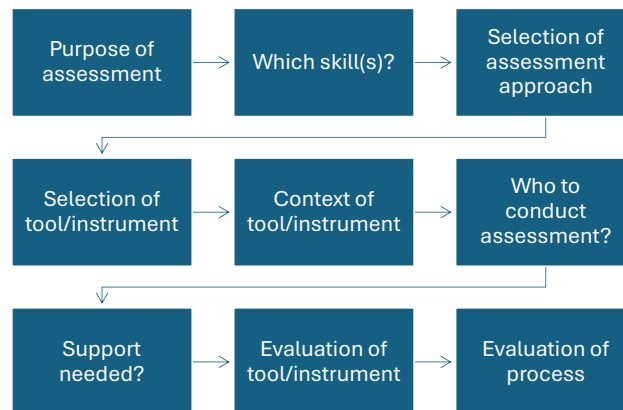 Purpose of
assessment
Which skill(s)?
Selection of
assessment
approach
Selection of
tool/instrument
Context of
tool/instrument
Who to
conduct
assessment?
Support
needed?
Evaluation of
tool/instrument
Evaluation of
process